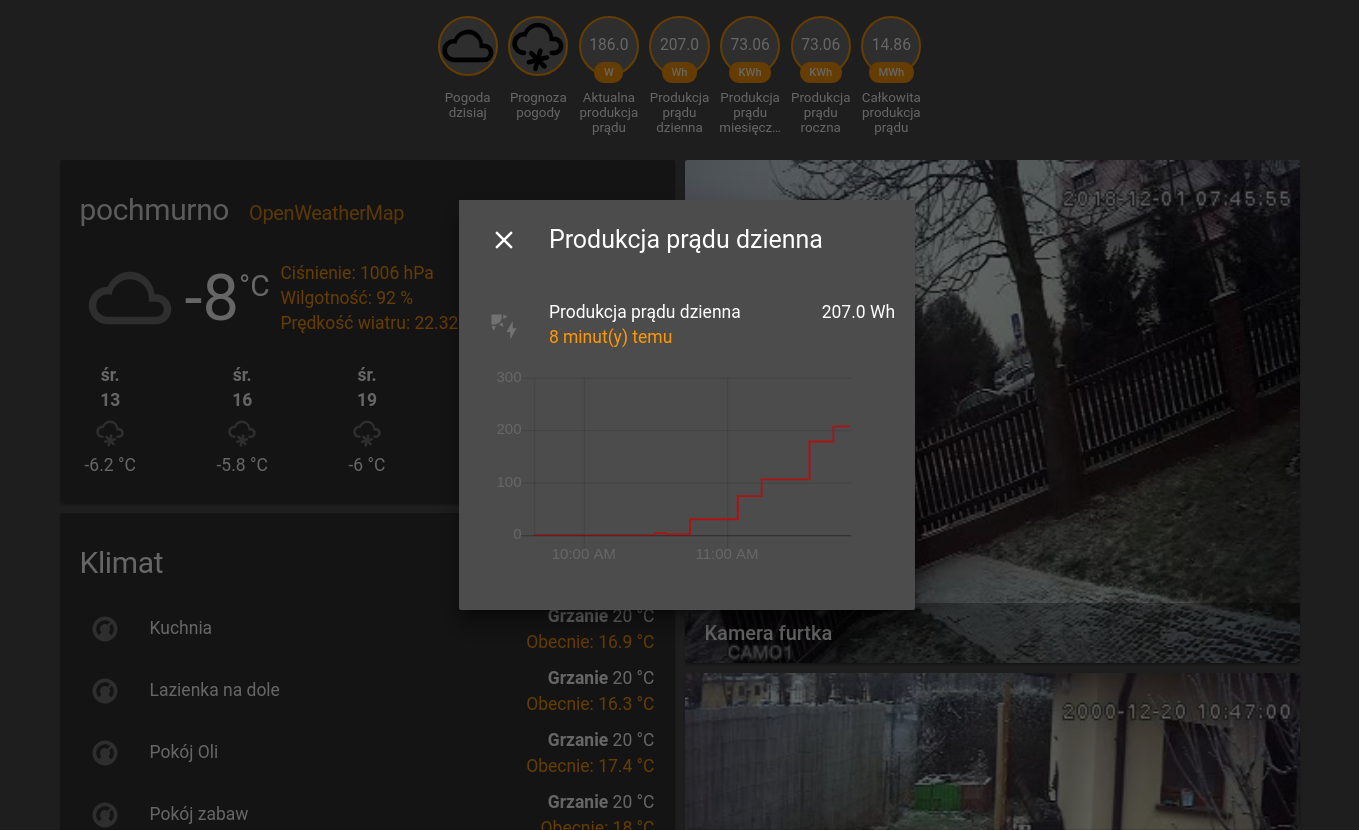 186.0
207.0
73.06
73.06
14.86
W
Wh
KWh
KWh
MWh
Pogoda
dzisiaj
Prognoza
pogody
Aktualna
produkcja
prądu
Produkcja
prądu
dzienna
Produkcja
prądu
miesięcz…
Produkcja
prądu
roczna
Całkowita
produkcja
prądu
pochmurno OpenWeatherMap
-8 °C
Ciśnienie: 1006 hPa
Wilgotność: 92 %
Prędkość wiatru: 22.32
śr. śr. śr.
13 16 19
-6.2 °C -5.8 °C -6 °C
Produkcja prądu dzienna
Produkcja prądu dzienna 207.0 Wh
8 minut(y) temu
300
200
100
0
10:00 AM 11:00 AM
Klimat
Kuchnia
Grzanie 20 °C
Obecnie: 16.9 °C
Lazienka na dole
Grzanie 20 °C
Obecnie: 16.3 °C
Pokój Oli
Grzanie 20 °C
Obecnie: 17.4 °C
Pokój zabaw
Grzanie 20 °C
Obecnie: 18 °C
2018-12-01 07:45:55
Kamera furtka
CAM01
2000-12-20 10:47:00